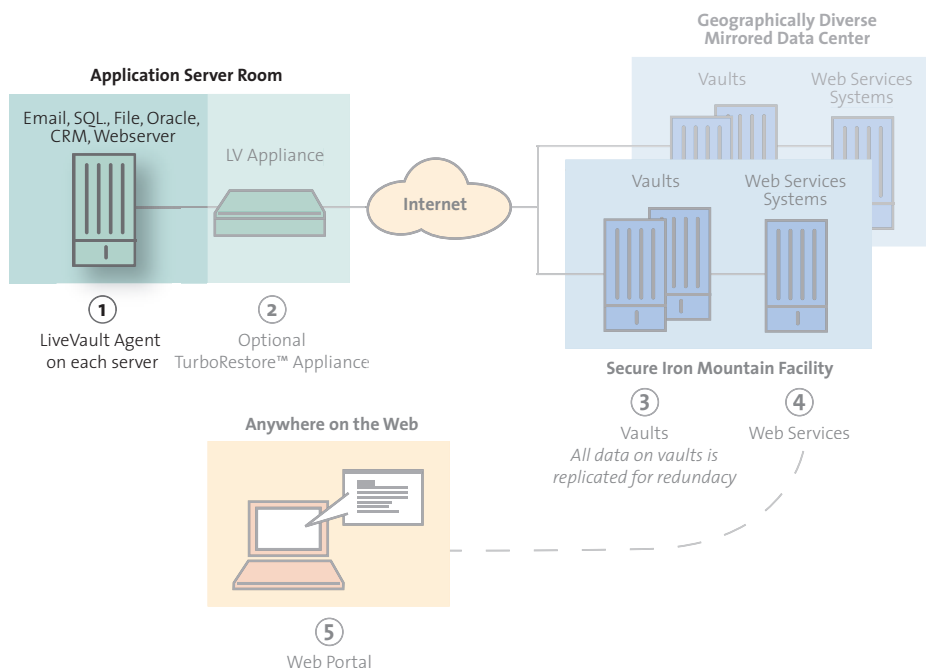 Geographically Diverse
Mirrored Data Center
Application Server Room
Vaults
Web Services
Systems
Email, SQL., File, Oracle,
CRM, Webserver
LV Appliance
Internet
Vaults
Web Services
Systems
1
LiveVault Agent
on each server
2
Optional
TurboRestore™ Appliance
Secure Iron Mountain Facility
3
Vaults
All data on vaults is
replicated for redundacy
4
Web Services
Anywhere on the Web
5
Web Portal